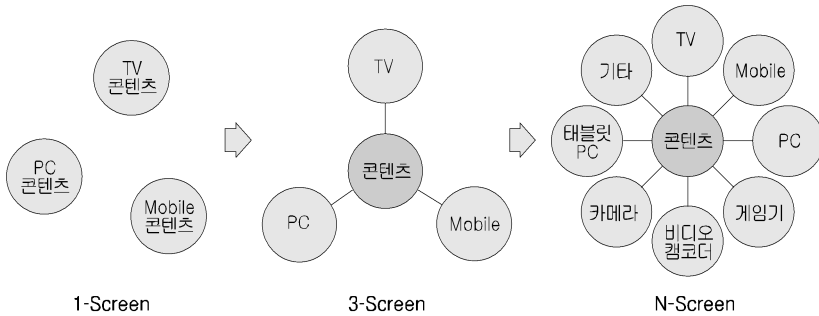 TV
콘텐츠
PC
콘텐츠
Mobile
콘텐츠
1-Screen
TV
콘텐츠
PC
Mobile
3-Screen
TV
기타
Mobile
태블릿
PC
콘텐츠
PC
카메라
게임기
비디오
캠코더
N-Screen